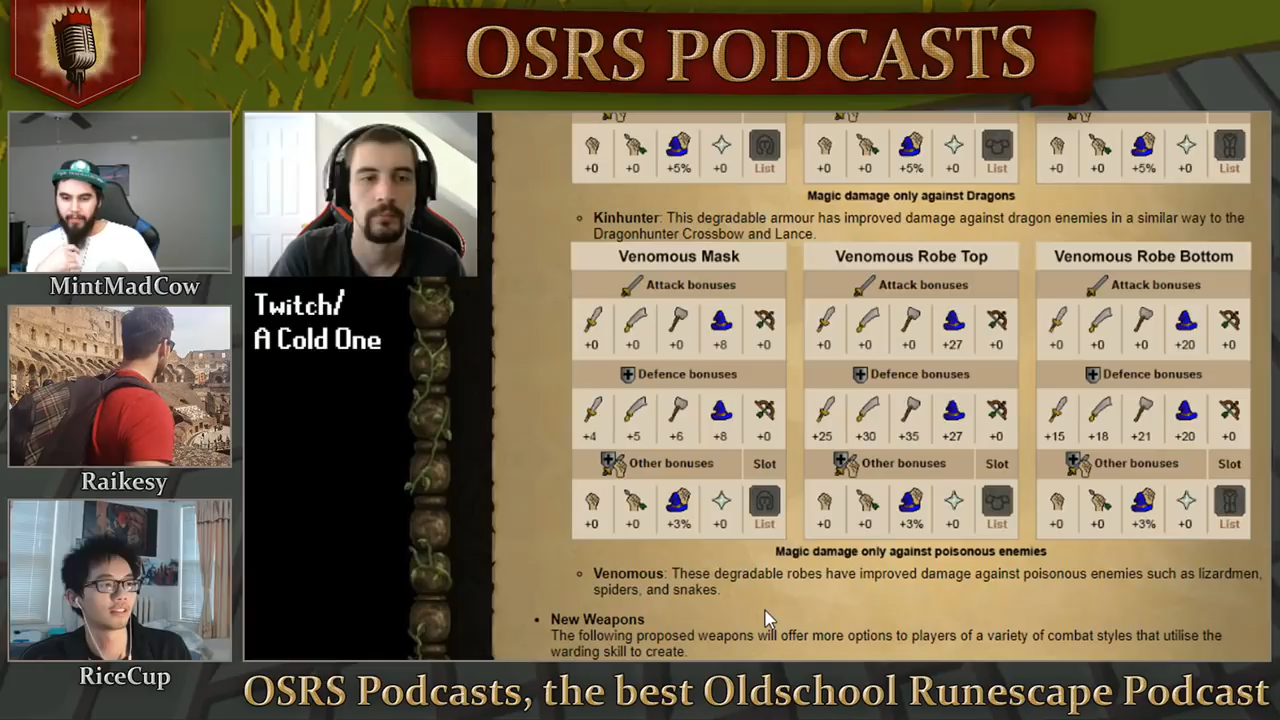 OSRS PODCASTS
MintMadCow
Raikesy
RiceCup
Twitch/
A Cold One
+0 +0 +5% +0 List
+0 +0 +5% +0 List
+0 +0 +5% +0 List
Magic damage only against Dragons
Kinhunter: This degradable armour has improved damage against dragon enemies in a similar way to the
Dragonhunter Crossbow and Lance.
Venomous Mask
Attack bonuses
+0 +0 +0 +8 +0
Defence bonuses
+4 +5 +6 +8 +0
Other bonuses Slot
+0 +0 +3% +0 List
Venomous Robe Top
Attack bonuses
+0 +0 +0 +27 +0
Defence bonuses
+25 +30 +35 +27 +0
Other bonuses Slot
+0 +0 +3% +0 List
Venomous Robe Bottom
Attack bonuses
+0 +0 +0 +20 +0
Defence bonuses
+15 +18 +21 +20 +0
Other bonuses Slot
+0 +0 +3% +0 List
Magic damage only against poisonous enemies
Venomous: These degradable robes have improved damage against poisonous enemies such as lizardmen,
spiders, and snakes.
New Weapons
The following proposed weapons will offer more options to players of a variety of combat styles that utilise the
warding skill to create.
OSRS Podcasts, the best Oldschool Runescape Podcast